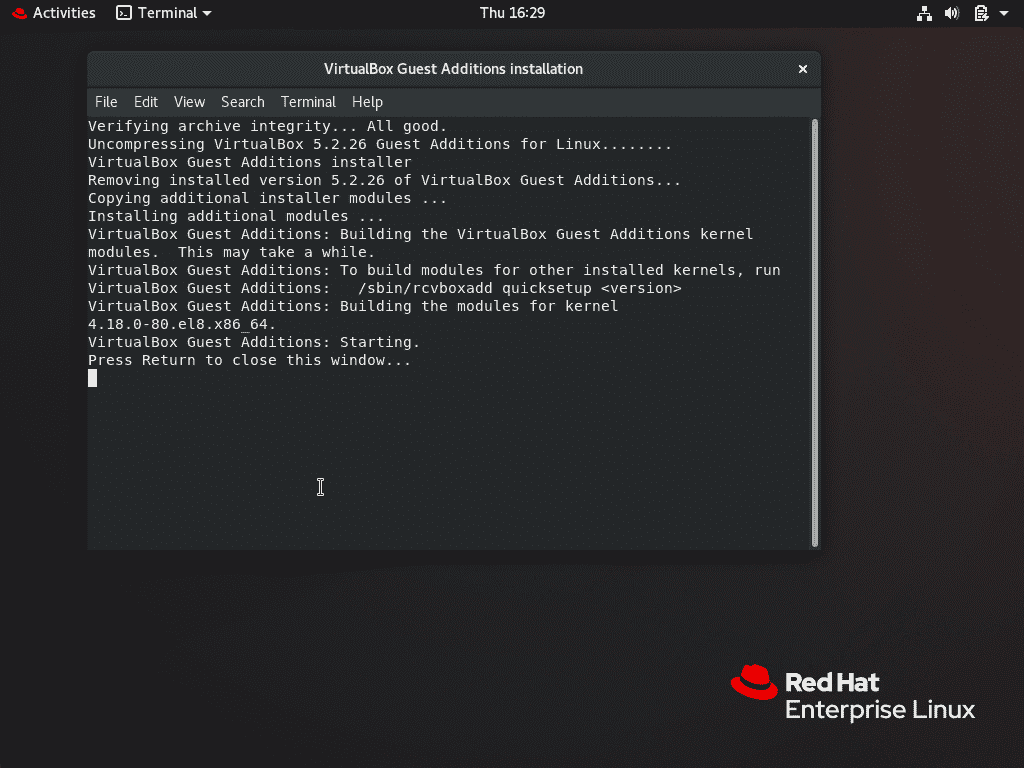 Activities Terminal Thu 16:29
VirtualBox Guest Additions installation
File Edit View Search Terminal Help
Verifying archive integrity... All good.
Uncompressing VirtualBox 5.2.26 Guest Additions for Linux........
VirtualBox Guest Additions installer
Removing installed version 5.2.26 of VirtualBox Guest Additions...
Copying additional installer modules ...
Installing additional modules ...
VirtualBox Guest Additions: Building the VirtualBox Guest Additions kernel
modules.  This may take a while.
VirtualBox Guest Additions: To build modules for other installed kernels, run
VirtualBox Guest Additions:   /sbin/rcvboxadd quicksetup <version>
VirtualBox Guest Additions: Building the modules for kernel
4.18.0-80.el8.x86_64.
VirtualBox Guest Additions: Starting.
Press Return to close this window...
Red Hat
Enterprise Linux